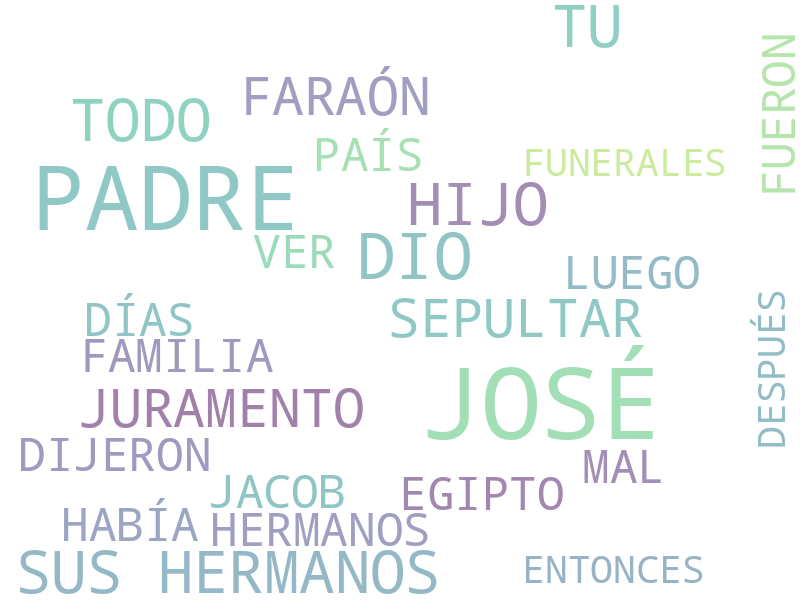 TU
FUERON
FARAÓN
TODO
PAÍS
FUNERALES
PADRE
HIJO
VER
DIO
LUEGO
DÍAS
SEPULTAR
DESPUÉS
FAMILIA
JOSÉ
JURAMENTO
DIJERON
MAL
JACOB
EGIPTO
HABÍA
HERMANOS
SUS HERMANOS
ENTONCES